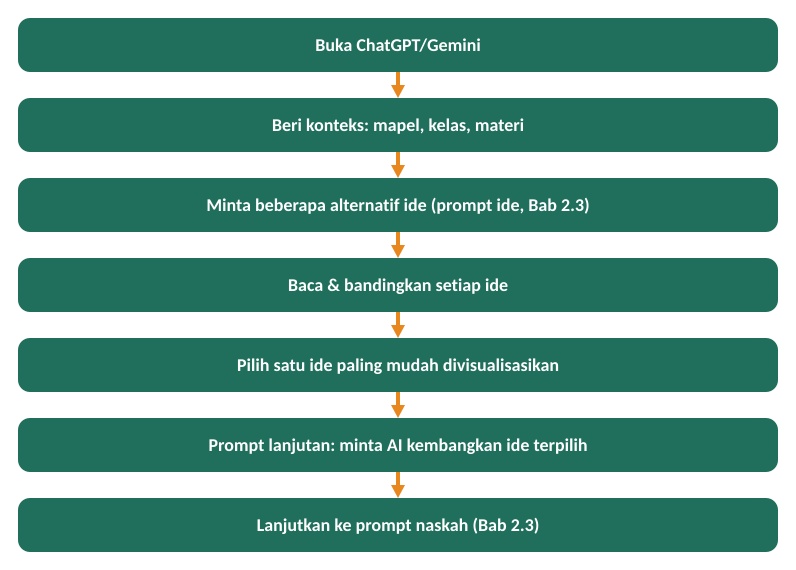 Buka ChatGPT/Gemini
Beri konteks: mapel, kelas, materi
Minta beberapa alternatif ide (prompt ide, Bab 2.3)
Baca & bandingkan setiap ide
Pilih satu ide paling mudah divisualisasikan
Prompt lanjutan: minta AI kembangkan ide terpilih
Lanjutkan ke prompt naskah (Bab 2.3)